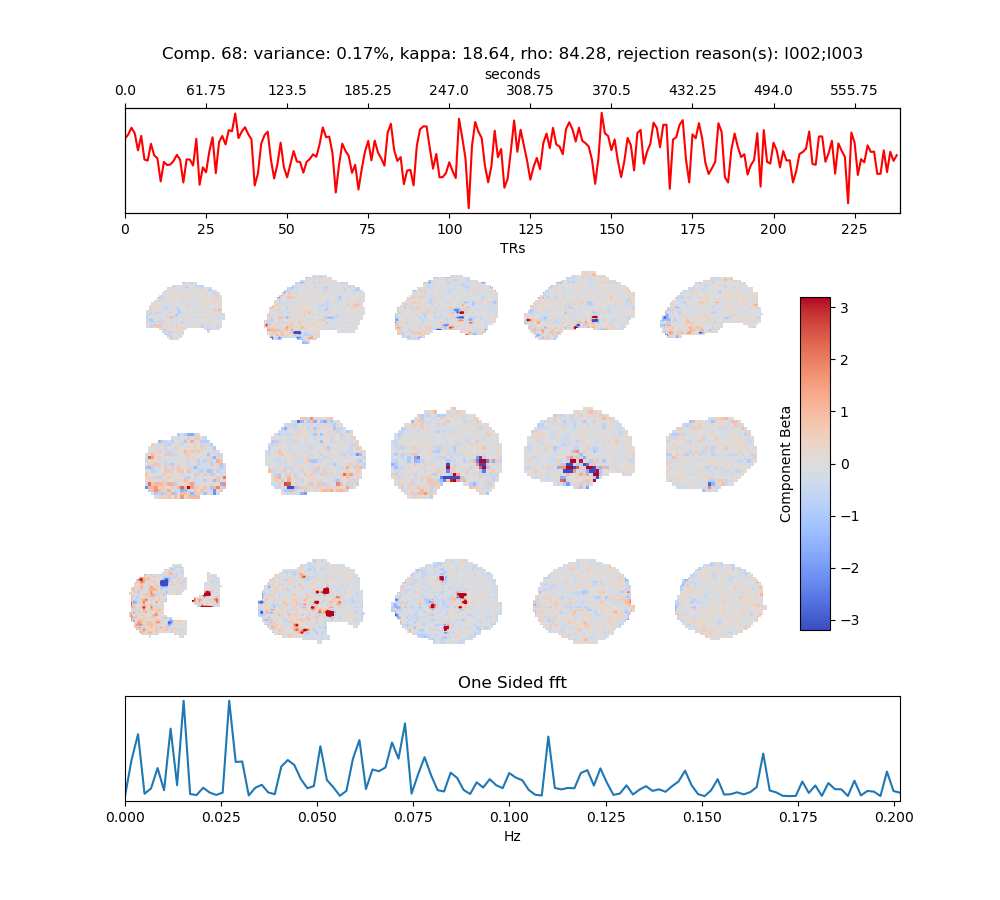 Comp. 68: variance: 0.17%, kappa: 18.64, rho: 84.28, rejection reason(s): I002;I003
seconds
0.0 61.75 123.5 185.25 247.0 308.75 370.5 432.25 494.0 555.75
0 25 50 75 100 125 150 175 200 225
TRs
3
2
1
0
−1
−2
−3
Component Beta
One Sided fft
0.000 0.025 0.050 0.075 0.100 0.125 0.150 0.175 0.200
Hz